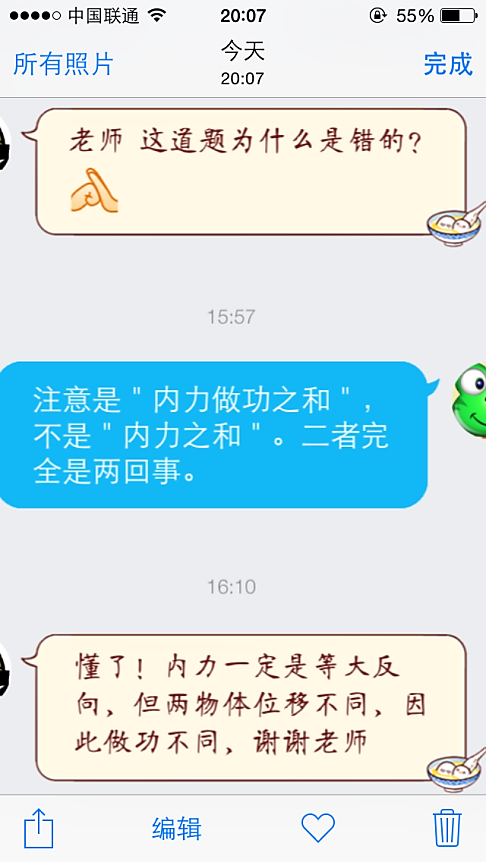 中国联通 20:07 55%
今天
所有照片 20:07 完成
老师 这道题为什么是错的?
15:57
注意是"内力做功之和"，
不是"内力之和"。二者完
全是两回事。
16:10
懂了! 内力一定是等大反
向, 但两物体位移不同, 因
此做功不同, 谢谢老师
编辑